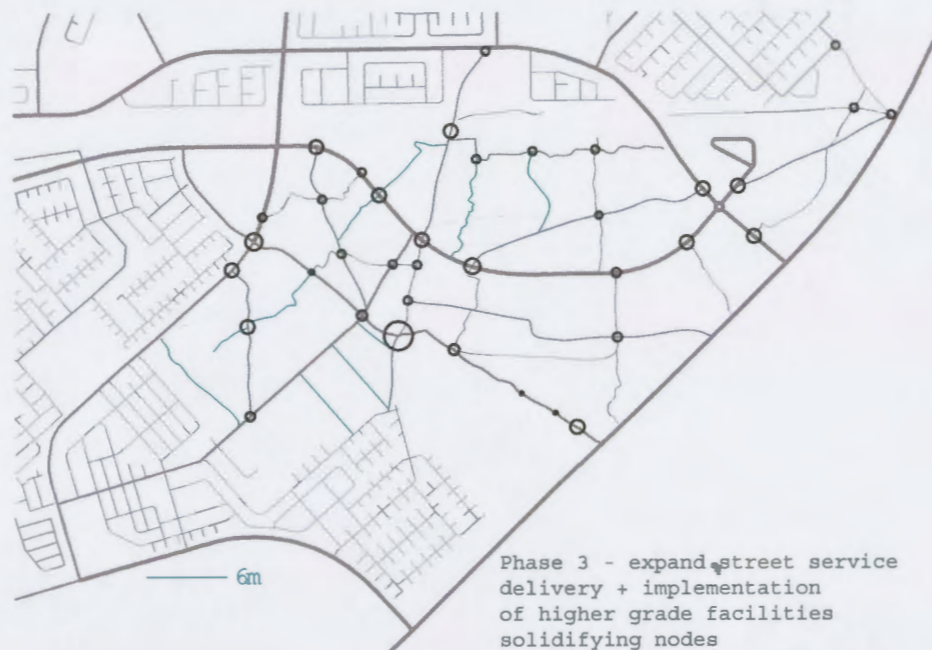 6m
Phase 3 - expand street service
delivery + implementation
of higher grade facilities
solidifying nodes